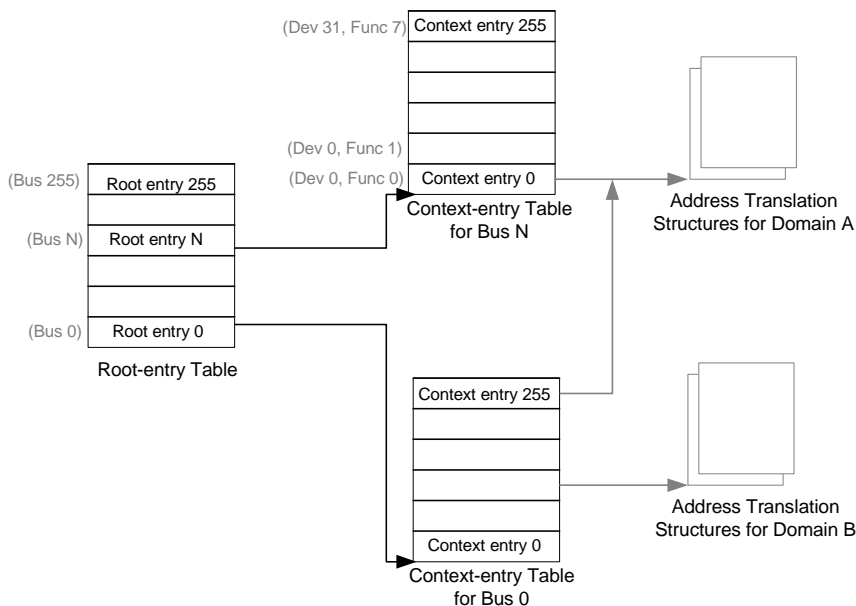 (Dev 31, Func 7)
Context entry 255
(Dev 0, Func 1)
(Dev 0, Func 0)
Context entry 0
Context-entry Table
for Bus N
Address Translation
Structures for Domain A
(Bus 255)
Root entry 255
(Bus N)
Root entry N
(Bus 0)
Root entry 0
Root-entry Table
Context entry 255
Context entry 0
Context-entry Table
for Bus 0
Address Translation
Structures for Domain B